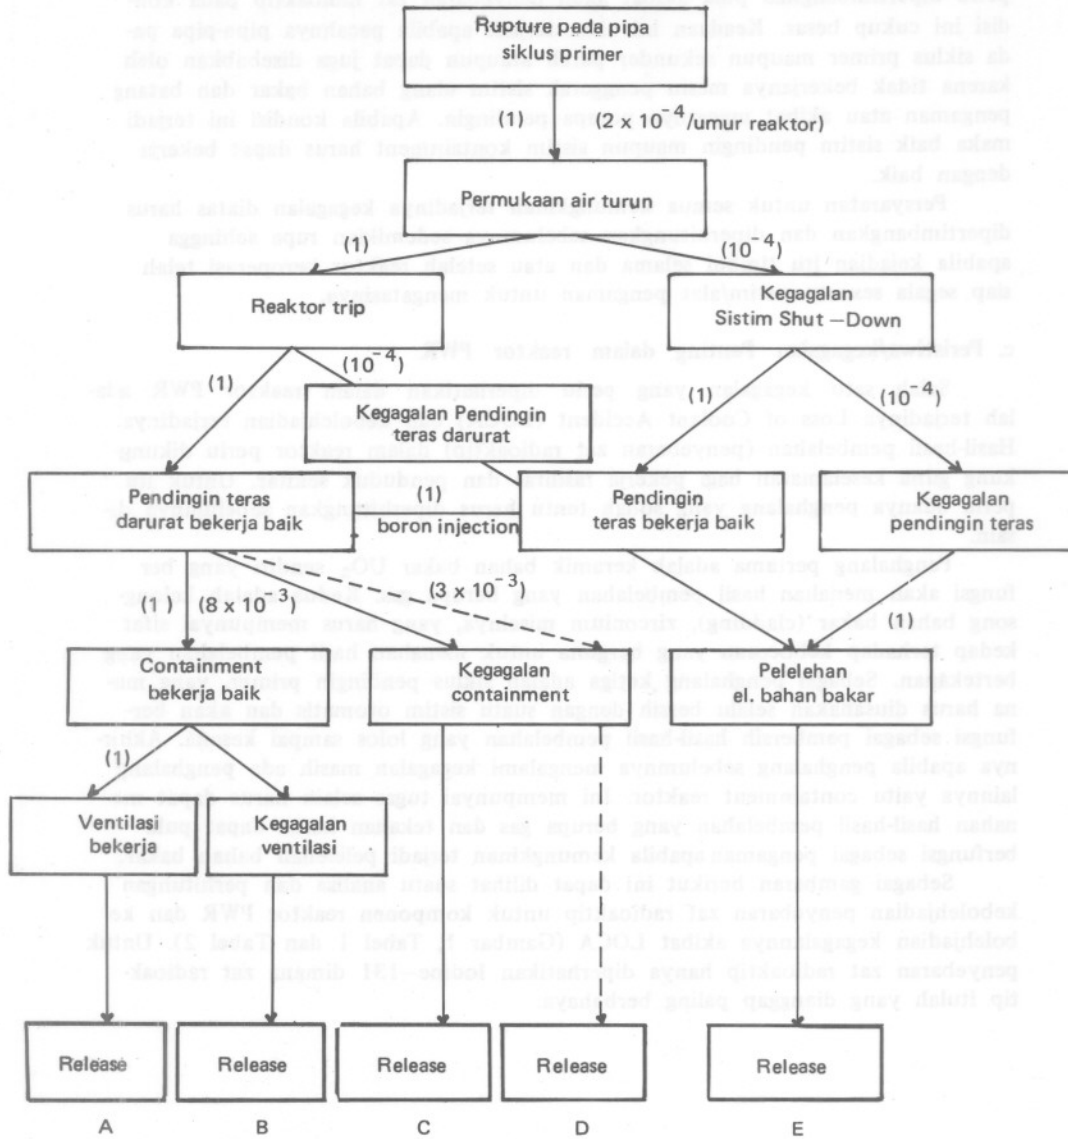 Rupture pada pipa
siklus primer
(1) (2 x 10⁻⁴/umur reaktor)
Permukaan air turun
(1) (10⁻⁴)
Reaktor trip
Kegagalan
Sistim Shut —Down
(1) (10⁻⁴) (1) (10⁻⁴)
Kegagalan Pendingin
teras darurat
Pendingin teras
darurat bekerja baik
(1)
boron injection
Pendingin
teras bekerja baik
Kegagalan
pendingin teras
(1) (8 x 10⁻³) (3 x 10⁻³) (1)
Containment
bekerja baik
Kegagalan
containment
Pelelehan
el. bahan bakar
(1)
Ventilasi
bekerja
Kegagalan
ventilasi
Release Release Release Release Release
A B C D E